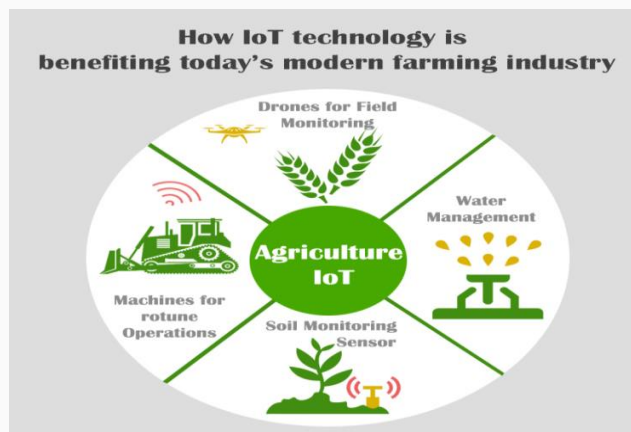 How IoT technology is
benefiting today's modern farming industry
Drones for Field
Monitoring
Water
Management
Agriculture
IoT
Machines for
rotune
Operations
Soil Monitoring
Sensor